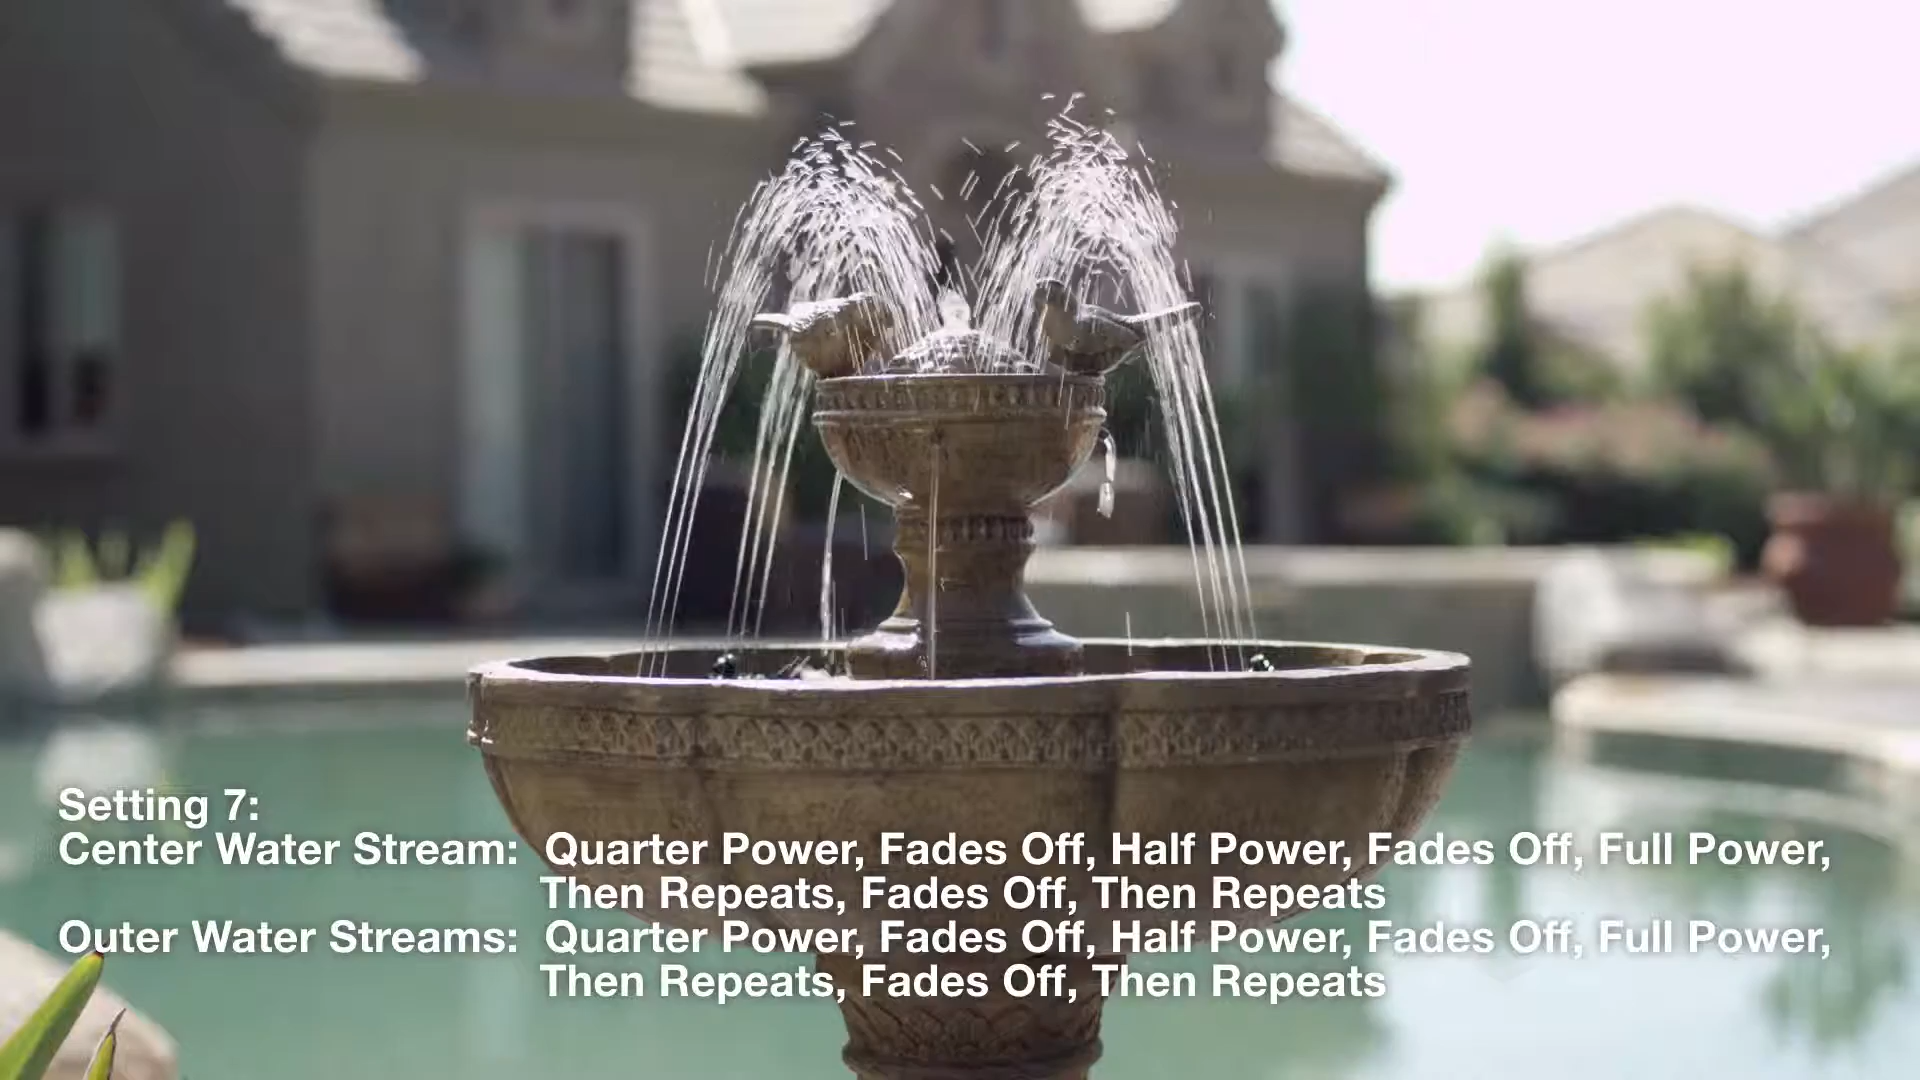 Setting 7:
Center Water Stream: Quarter Power, Fades Off, Half Power, Fades Off, Full Power,
Then Repeats, Fades Off, Then Repeats
Outer Water Streams: Quarter Power, Fades Off, Half Power, Fades Off, Full Power,
Then Repeats, Fades Off, Then Repeats